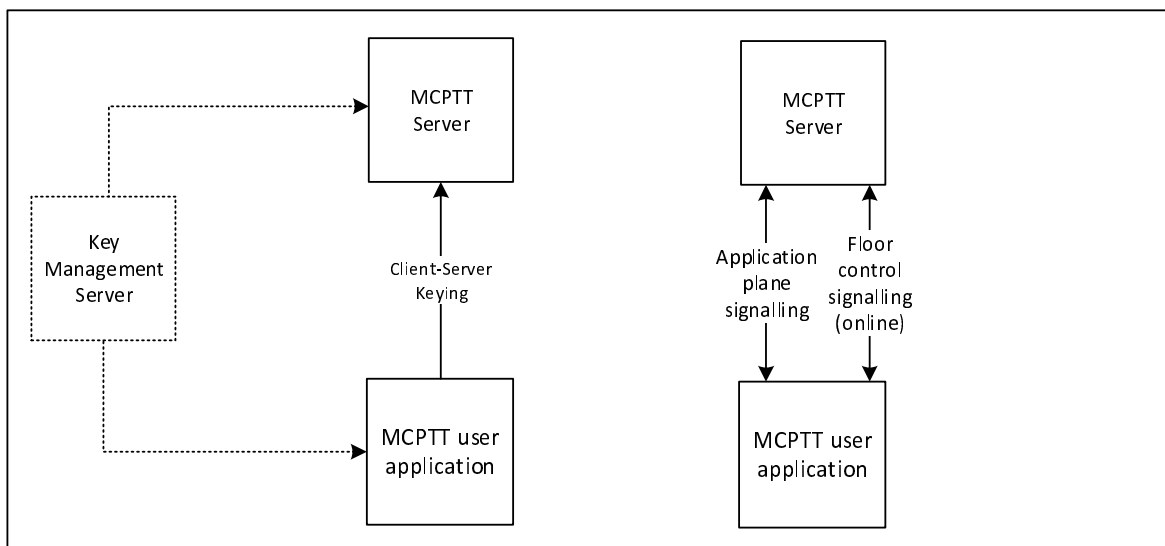 MCPTT
Server
Key
Management
Server
Client-Server
Keying
MCPTT user
application
MCPTT
Server
Application
plane
signalling
Floor
control
signalling
(online)
MCPTT user
application